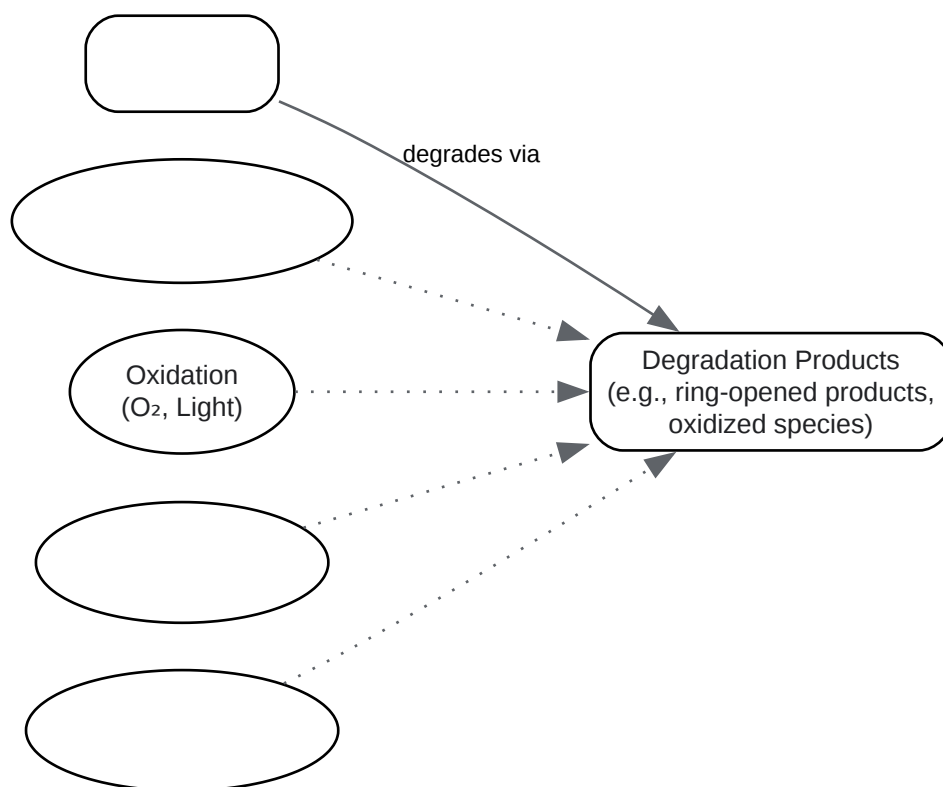 degrades via
Oxidation
(O₂, Light)
Degradation Products
(e.g., ring-opened products,
oxidized species)